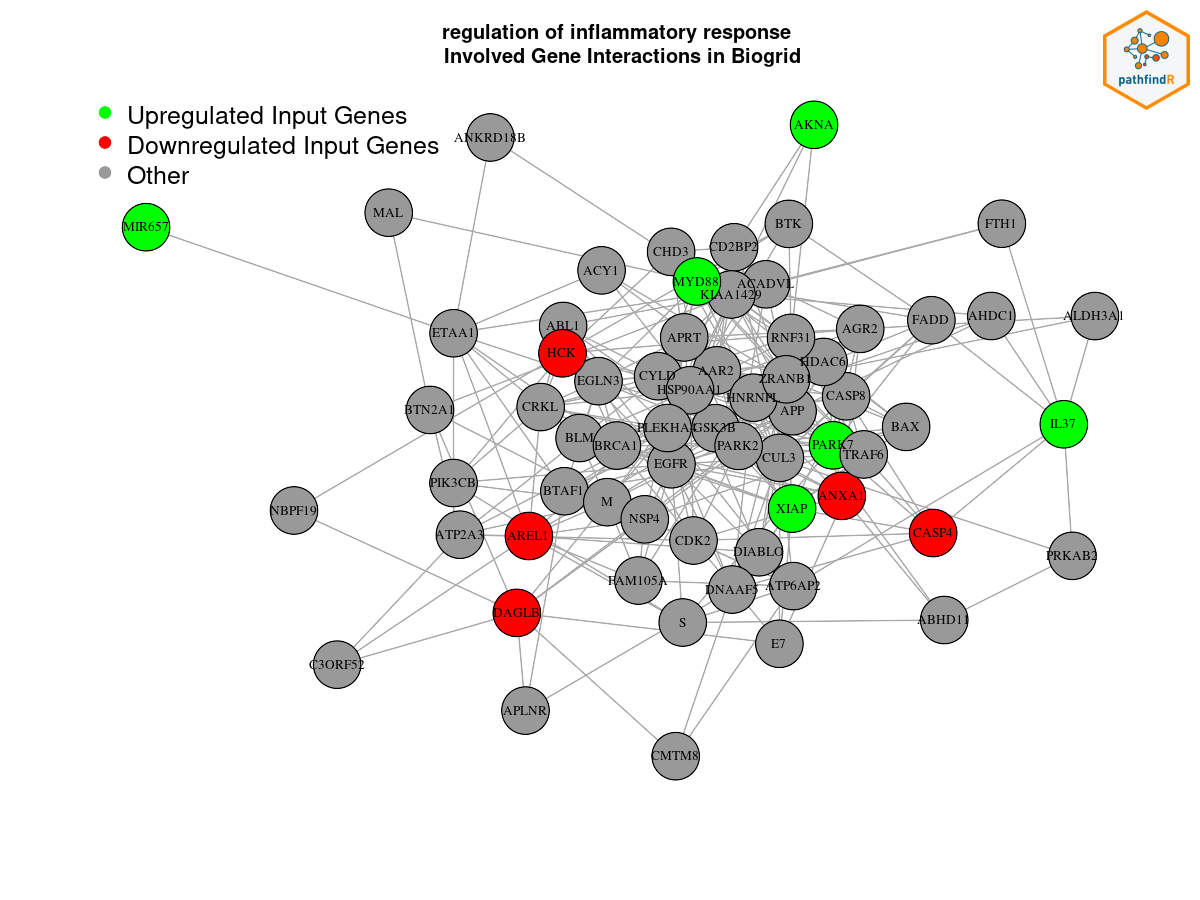 regulation of inflammatory response
Involved Gene Interactions in Biogrid
pathfindR
Upregulated Input Genes
Downregulated Input Genes
Other
AKNA
ANKRD18B
MAL
BTK
FTH1
MIR657
CHD3
CD2BP2
ACY1
MYD88
ACADVL
KIAA1429
ETAA1
ABL1
APRT
RNF31
AGR2
FADD
AHDC1
ALDH3A1
HCK
HDAC6
EGLN3
CYLD
AAR2
ZRANB1
HSP90AA1
HNRNPL
CASP8
BTN2A1
CRKL
APP
BLM
BRCA1
PLEKHA4
GSK3B
PARK2
PARK7
BAX
IL37
EGFR
CUL3
TRAF6
PIK3CB
BTAF1
M
ANXA1
NBPF19
XIAP
NSP4
ATP2A3
AREL1
CDK2
CASP4
DIABLO
PRKAB2
FAM105A
DNAAF5
ATP6AP2
DAGLB
S
ABHD11
E7
C3ORF52
APLNR
CMTM8